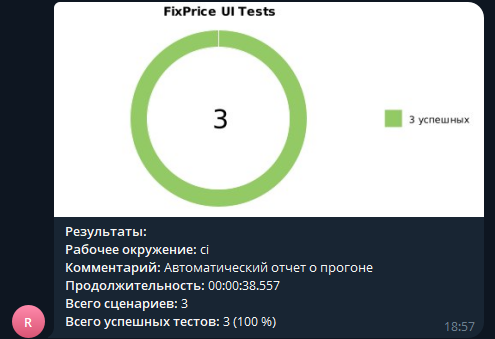 FixPrice UI Tests
3
3 успешных
Результаты:
Рабочее окружение: ci
Комментарий: Автоматический отчет о прогоне
Продолжительность: 00:00:38.557
Всего сценариев: 3
Всего успешных тестов: 3 (100 %)
R
18:57